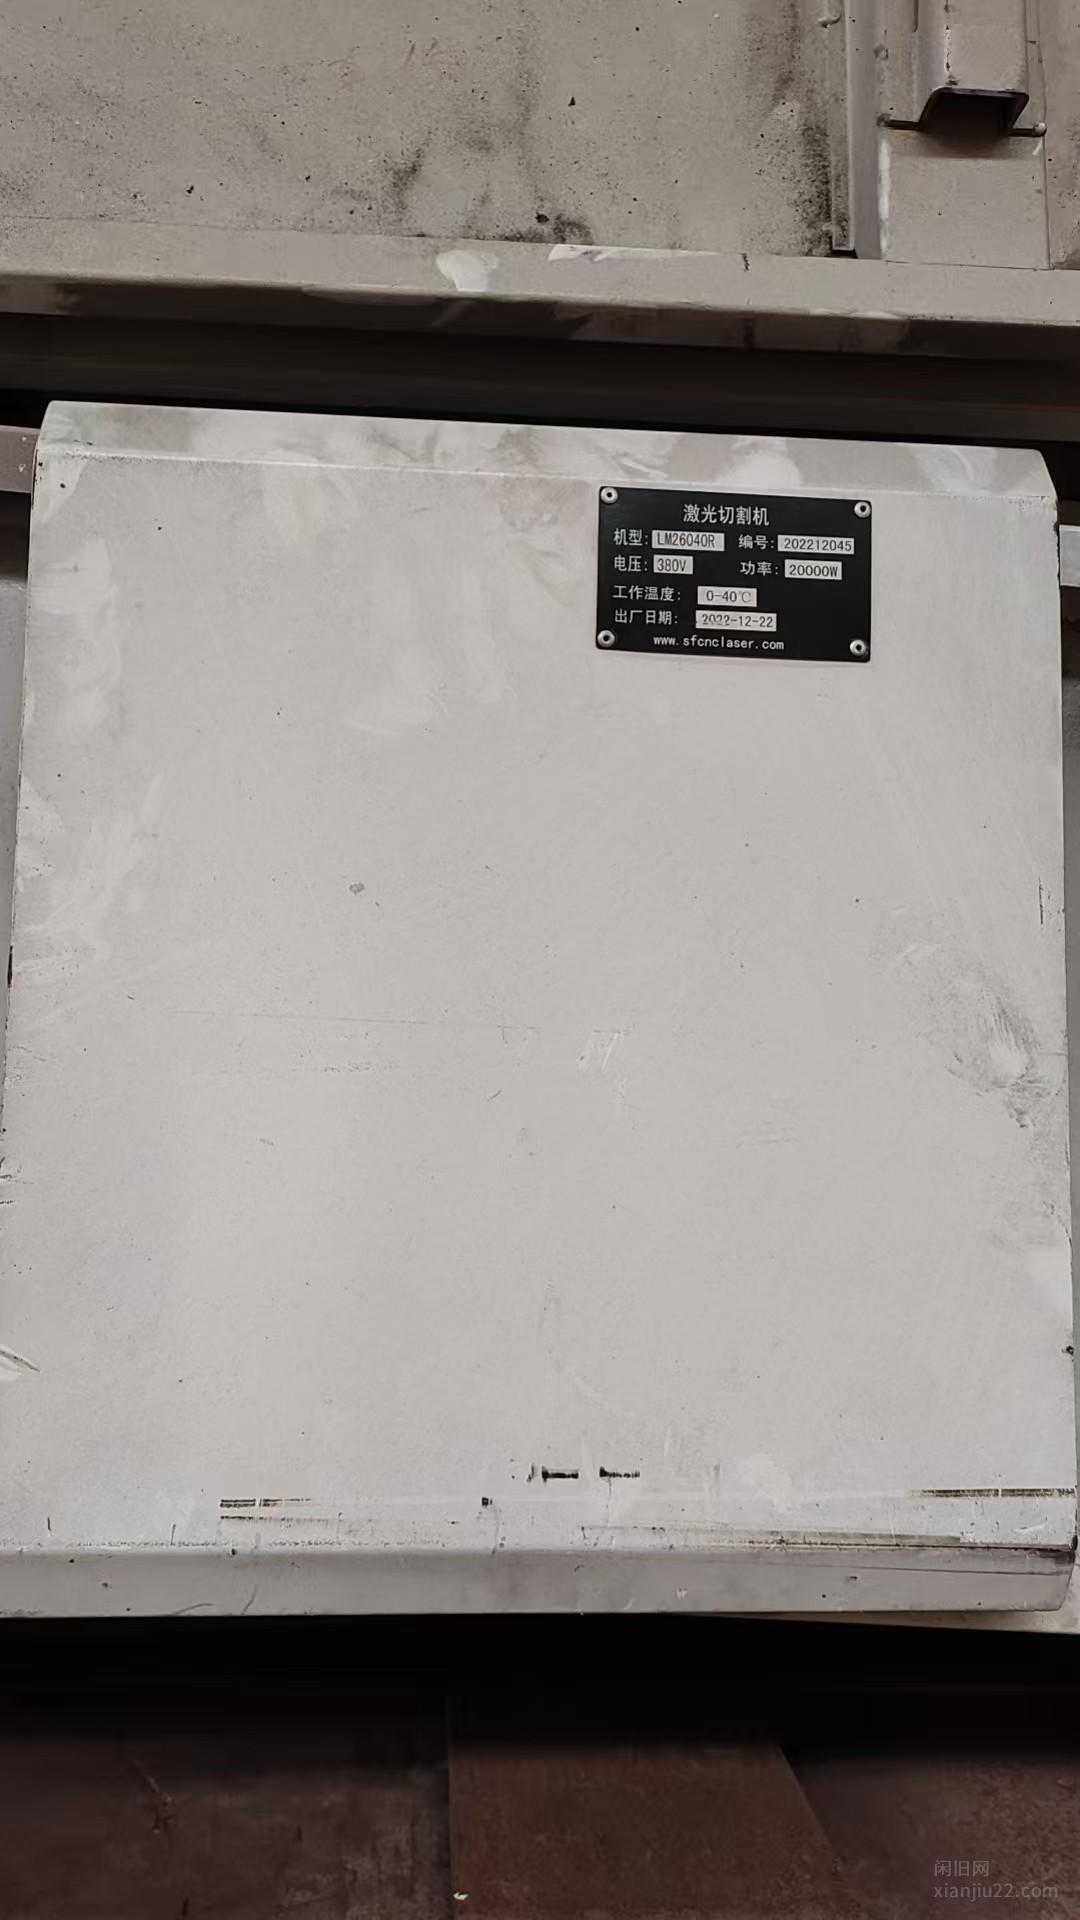 激光切割机
机型: LM26040R 编号: 202212045
电压: 380V 功率: 20000W
工作温度: 0-40℃
出厂日期: 2022-12-22
www.sfcnclaser.com
闲旧网
xianjiu22.com